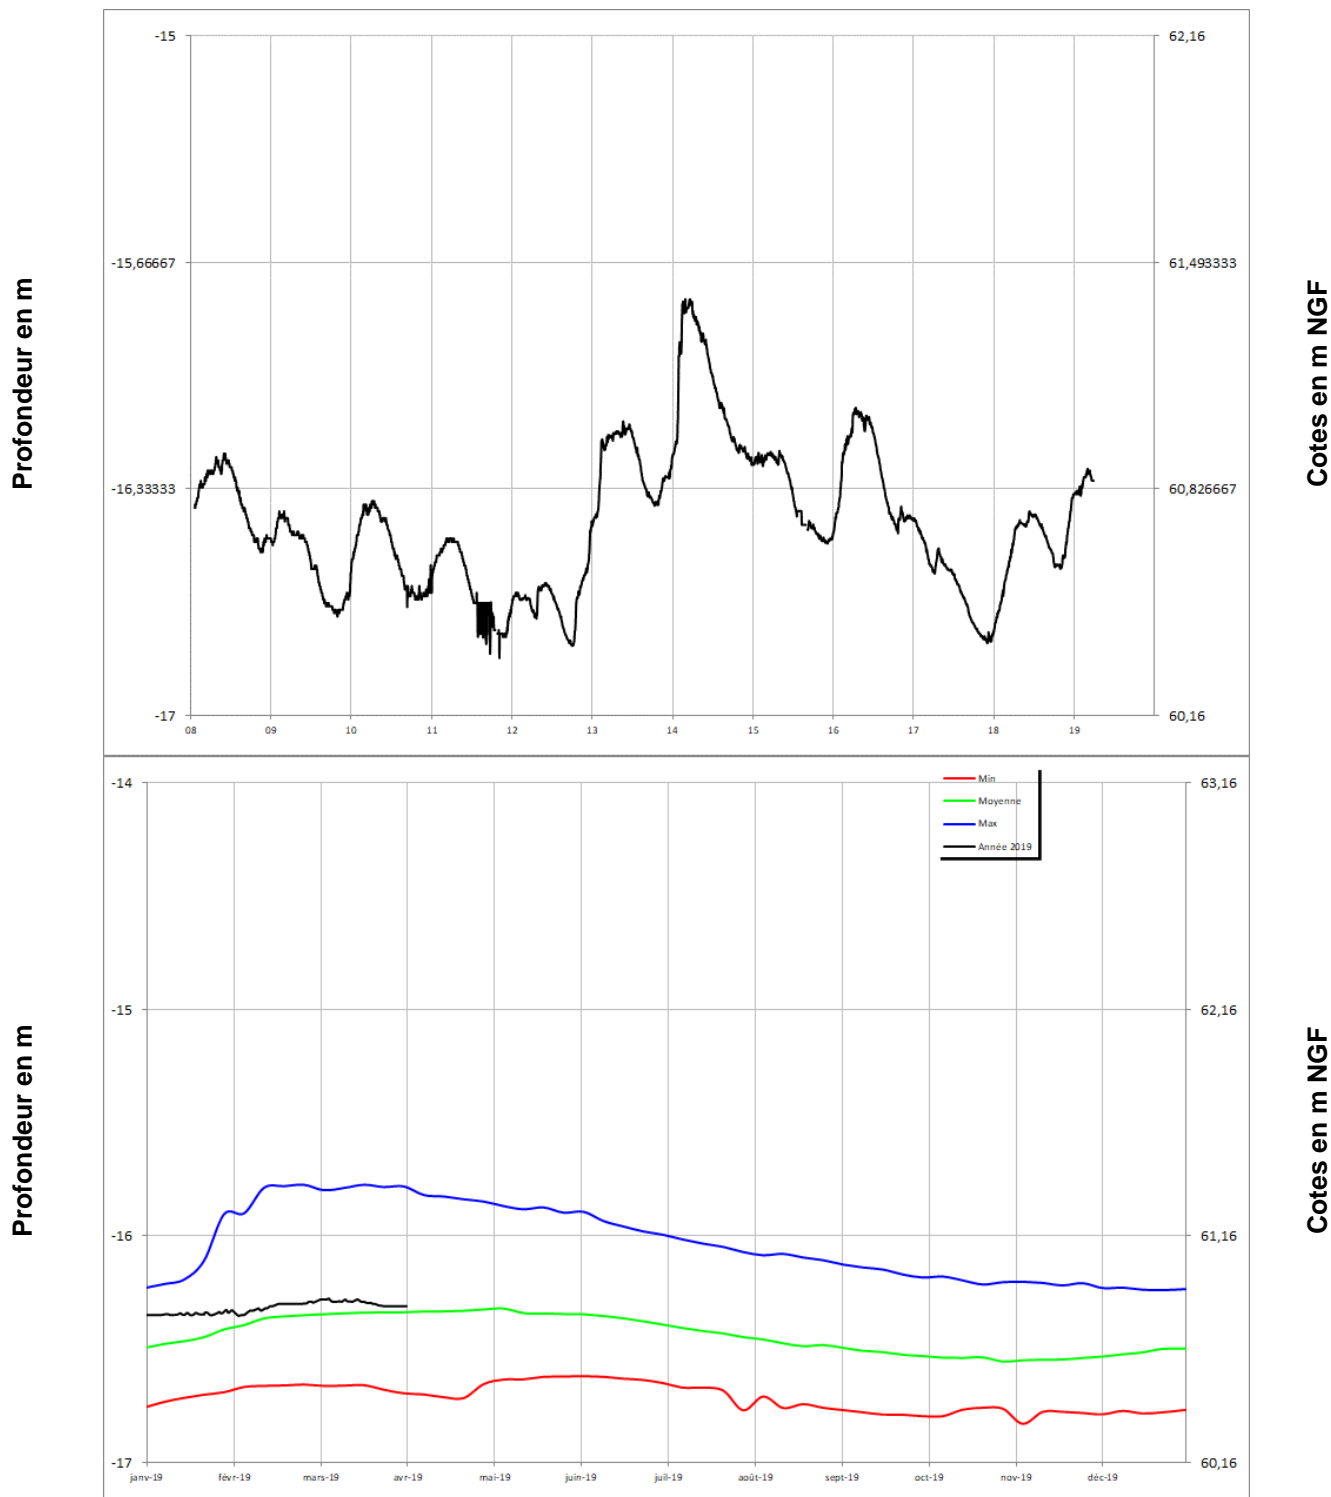 Profondeur en m
-15
-15,66667
-16,33333
-17
62,16
61,493333
60,826667
60,16
Cotes en m NGF
08 09 10 11 12 13 14 15 16 17 18 19
Profondeur en m
-14
-15
-16
-17
63,16
62,16
61,16
60,16
Cotes en m NGF
Min
Moyenne
Max
Année 2019
janv-19 févr-19 mars-19 avr-19 mai-19 juin-19 juil-19 août-19 sept-19 oct-19 nov-19 déc-19